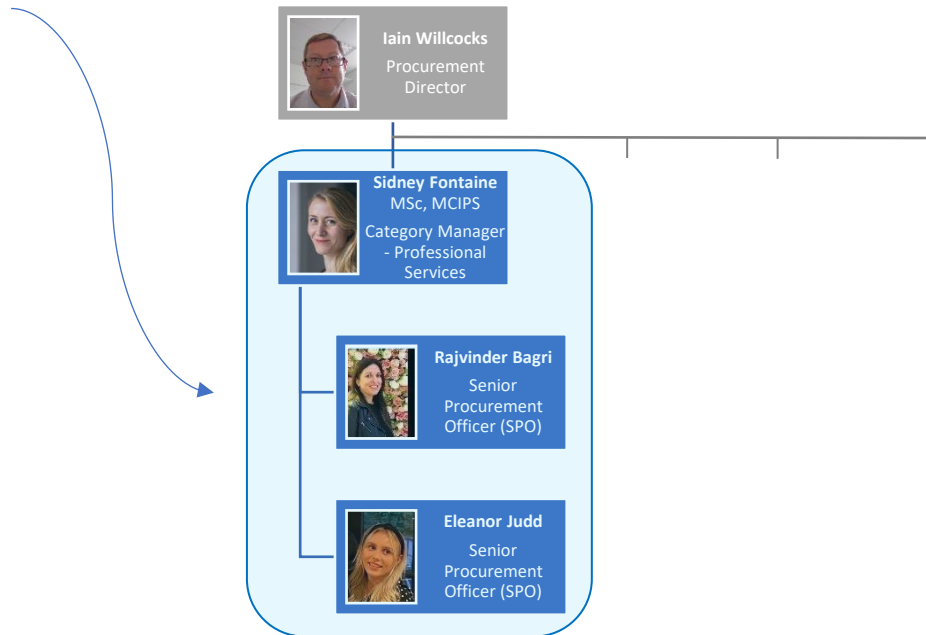 Iain Willcocks
Procurement
Director
Sidney Fontaine
MSc, MCIPS
Category Manager
- Professional
Services
Rajvinder Bagri
Senior
Procurement
Officer (SPO)
Eleanor Judd
Senior
Procurement
Officer (SPO)